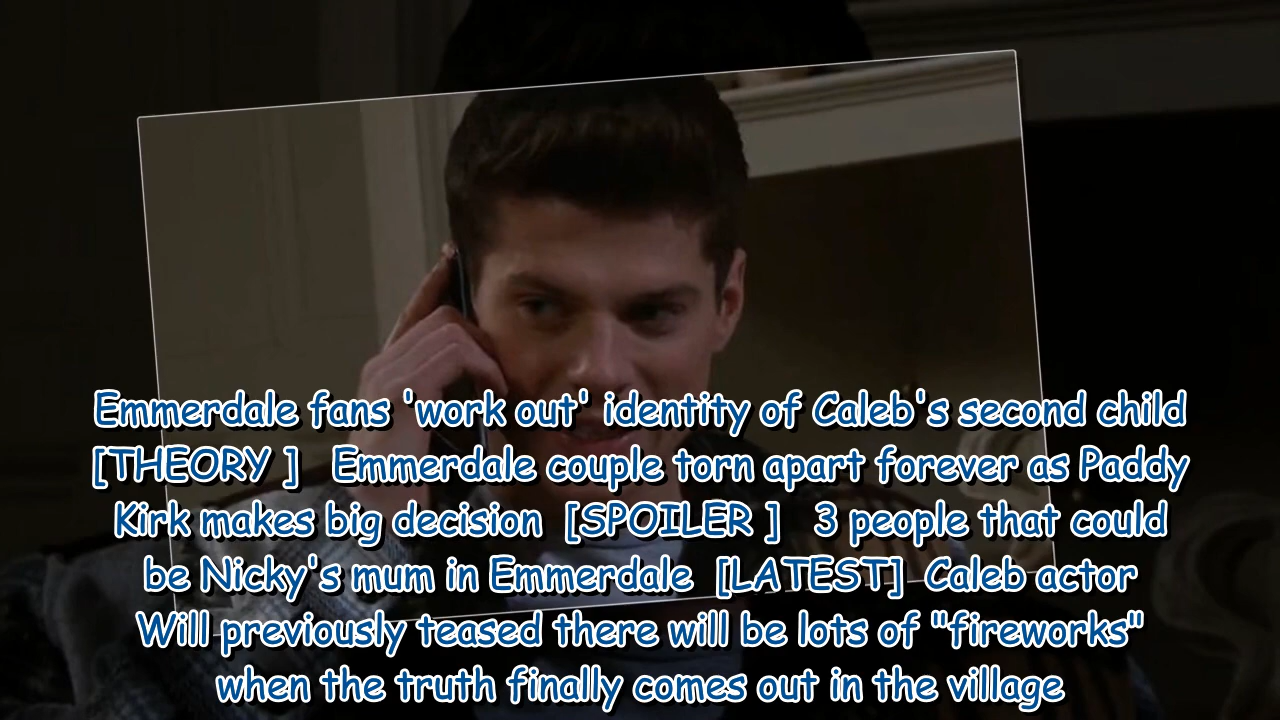 Emmerdale fans 'work out' identity of Caleb's second child
[THEORY ] Emmerdale couple torn apart forever as Paddy
Kirk makes big decision [SPOILER ] 3 people that could
be Nicky's mum in Emmerdale [LATEST] Caleb actor
Will previously teased there will be lots of "fireworks"
when the truth finally comes out in the village